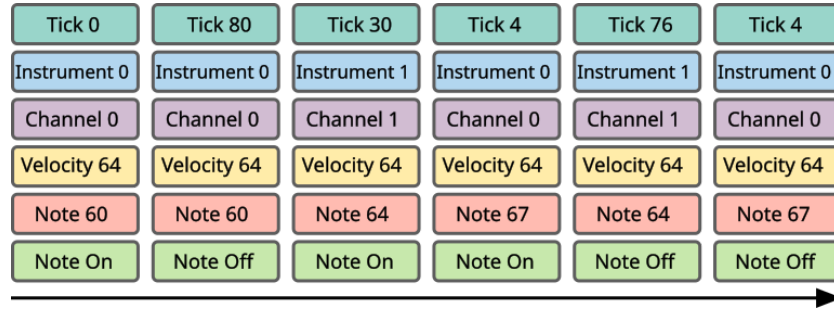 Tick 0 Tick 80 Tick 30 Tick 4 Tick 76 Tick 4
Instrument 0 Instrument 0 Instrument 1 Instrument 0 Instrument 1 Instrument 0
Channel 0 Channel 0 Channel 1 Channel 0 Channel 1 Channel 0
Velocity 64 Velocity 64 Velocity 64 Velocity 64 Velocity 64 Velocity 64
Note 60 Note 60 Note 64 Note 67 Note 64 Note 67
Note On Note Off Note On Note On Note Off Note Off